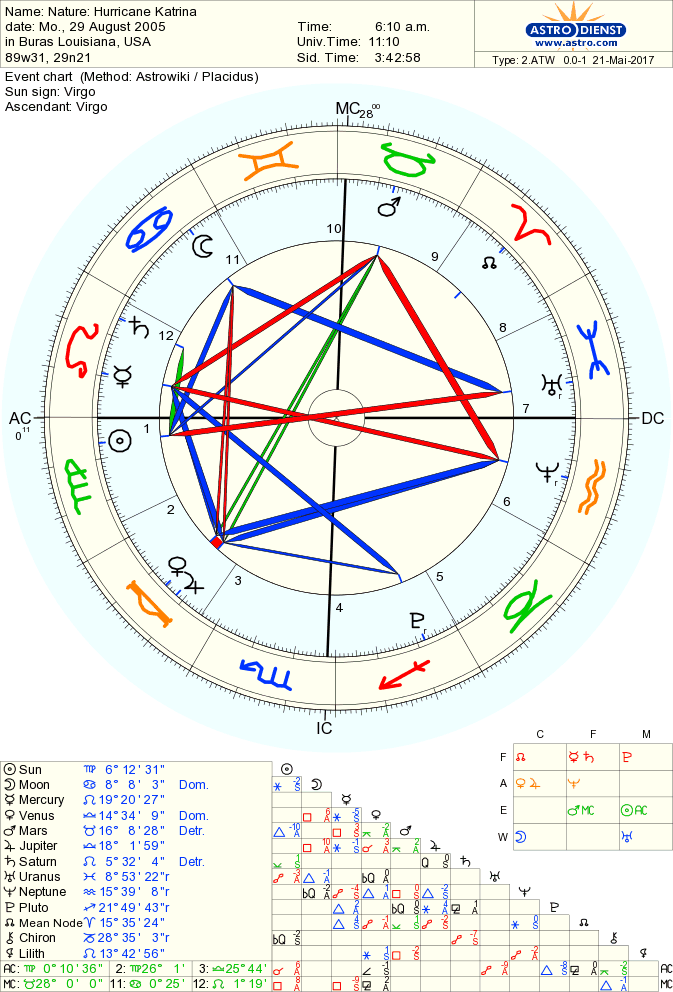 Name: Nature: Hurricane Katrina
date: Mo., 29 August 2005
in Buras Louisiana, USA
89w31, 29n21
Time: 6:10 a.m.
Univ.Time: 11:10
Sid. Time: 3:42:58
ASTRO DIENST
www.astro.com
Type: 2.ATW 0.0-1 21-Mai-2017
Event chart (Method: Astrowiki / Placidus)
Sun sign: Virgo
Ascendant: Virgo
MC 28 00
10
9
11
8
12
AC
0 11
1
7
DC
r
2
6
r
3
5
4
r
IC
C F M
F
A
E MC AC
W
Sun 6° 12' 31"
Moon 8° 8' 3" Dom.
Mercury 19° 20' 27"
Venus 14° 34' 9" Dom.
Mars 16° 8' 28" Detr.
Jupiter 18° 1' 59"
Saturn 5° 32' 4" Detr.
Uranus 8° 53' 22"r
Neptune 15° 39' 8"r
Pluto 21° 49' 43"r
Mean Node 15° 35' 24"
Chiron 28° 35' 3"r
Lilith 13° 42' 56"
AC: 0° 10' 36" 2: 26° 1' 3: 25° 44'
MC: 28° 0' 0" 11: 0° 25' 12: 1° 19'
AC
MC